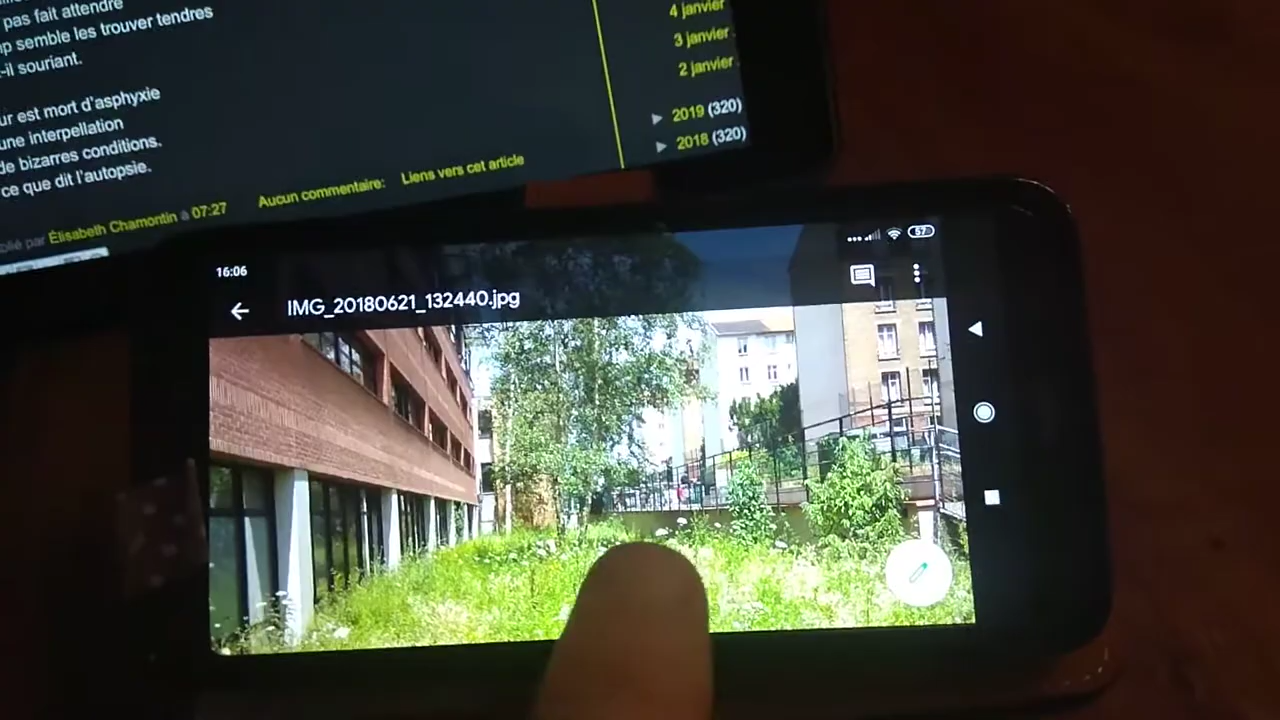 pas fait attendre
semble les trouver tendres
-il souriant.
ur est mort d'asphyxie
une interpellation
de bizarres conditions.
ce que dit l'autopsie.
par Élisabeth Chamontin à 07:27
Aucun commentaire: Liens vers cet article
4 janvier
3 janvier
2 janvier
► 2019 (320)
► 2018 (320)
16:06
57
IMG_20180621_132440.jpg